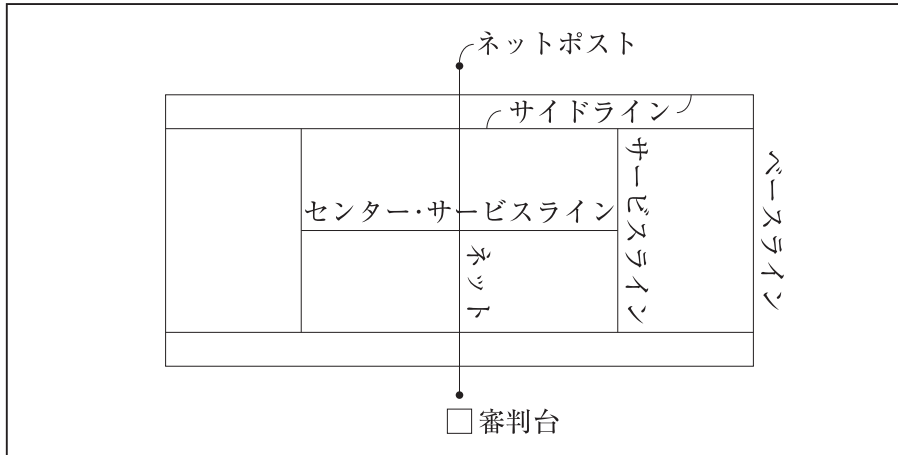 ネットポスト
サイドライン
サービスライン
ベースライン
センター・サービスライン
ネット
審判台